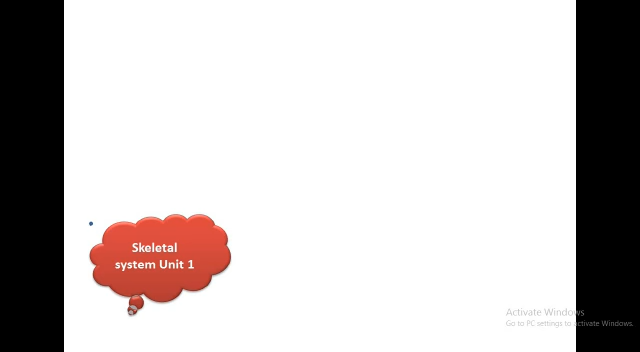 Skeletal
system Unit 1
Activate Windows
Go to PC settings to activate Windows.